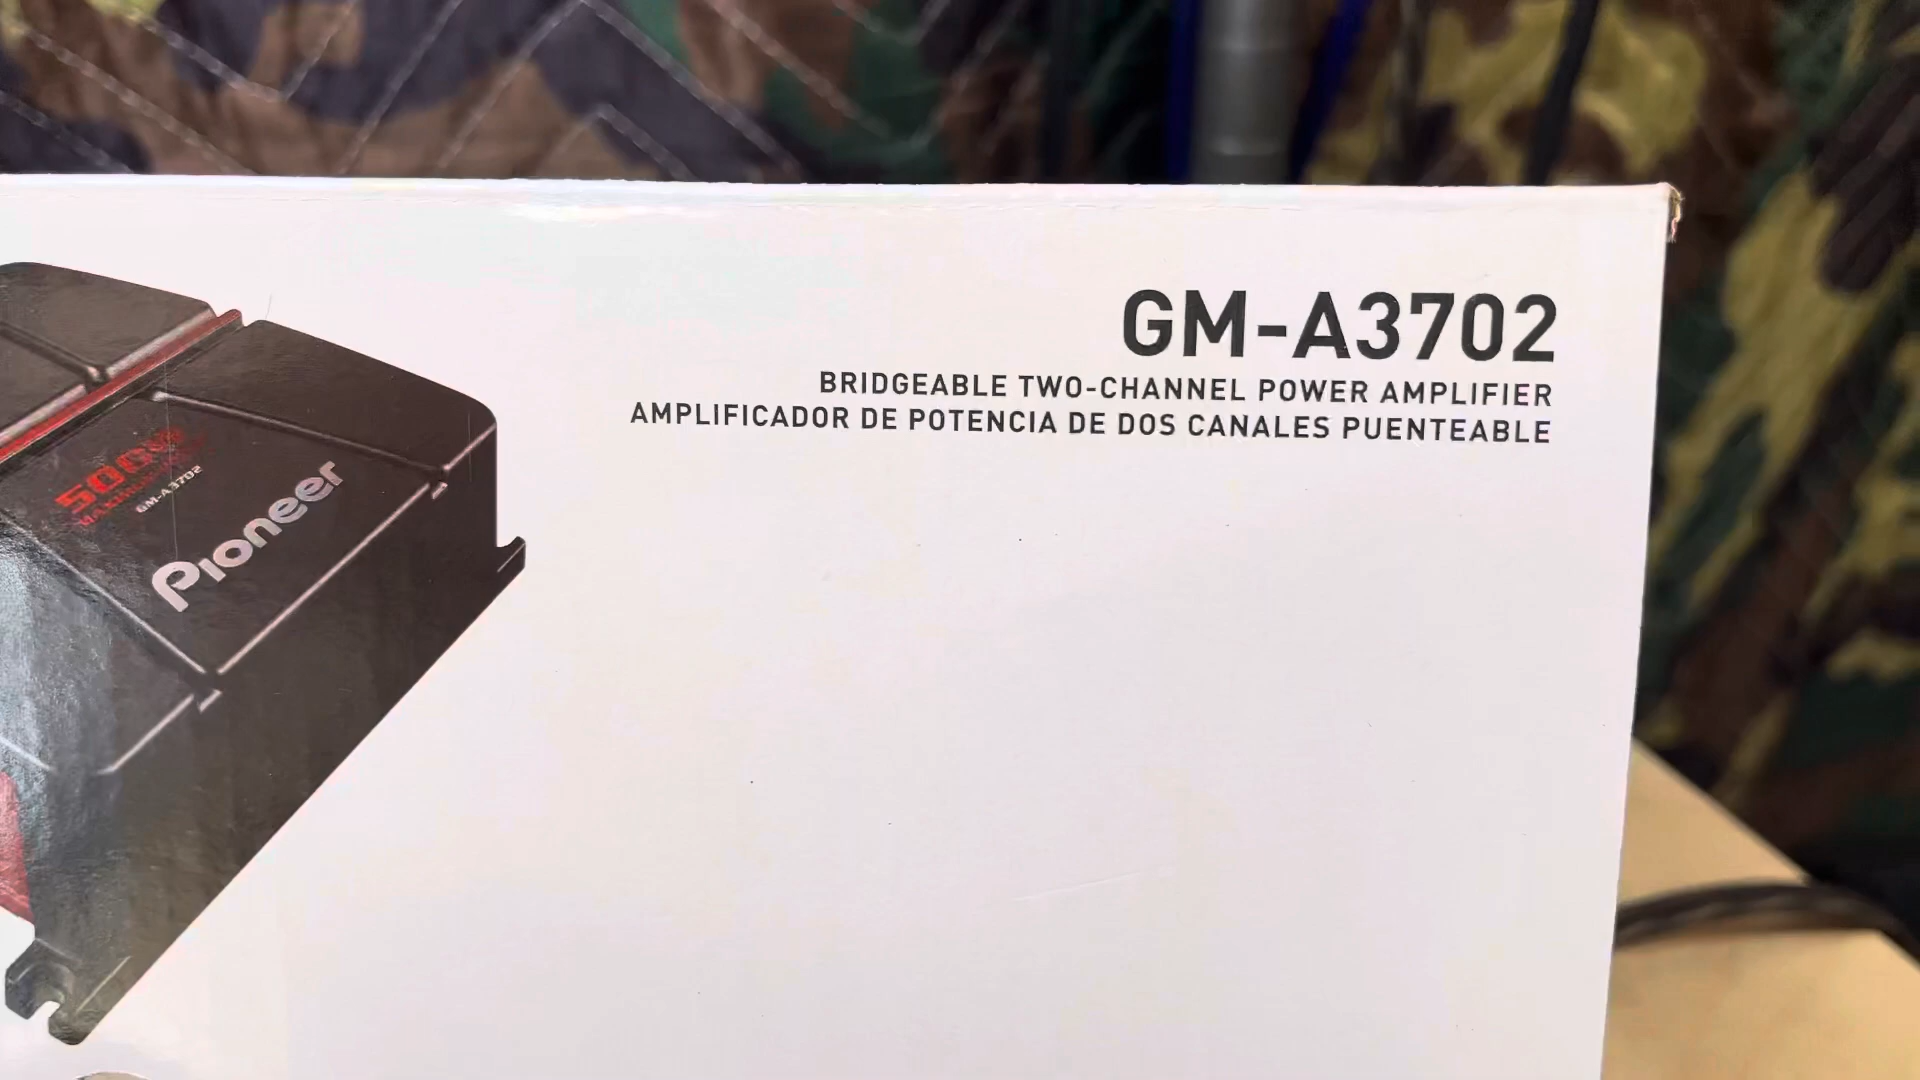 GM-A3702
BRIDGEABLE TWO-CHANNEL POWER AMPLIFIER
AMPLIFICADOR DE POTENCIA DE DOS CANALES PUENTEABLE
500W
GM-A3702
Pioneer